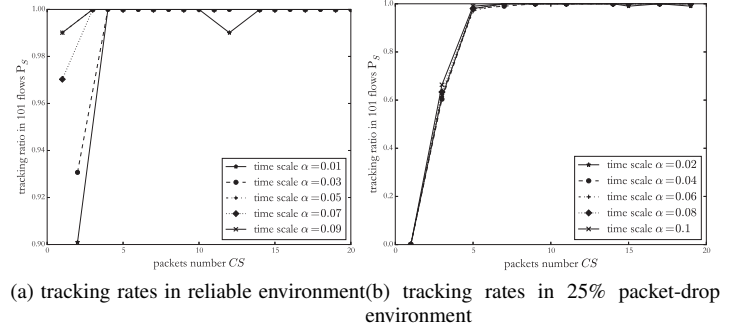 1.00
0.98
0.96
0.94
0.92
0.90
tracking ratio in 101 flows P_S
time scale α=0.01
time scale α=0.03
time scale α=0.05
time scale α=0.07
time scale α=0.09
0 5 10 15 20
packets number CS
1.0
0.8
0.6
0.4
0.2
0.0
tracking ratio in 101 flows P_S
time scale α=0.02
time scale α=0.04
time scale α=0.06
time scale α=0.08
time scale α=0.1
0 5 10 15 20
packets number CS
(a) tracking rates in reliable environment
(b) tracking rates in 25% packet-drop
environment